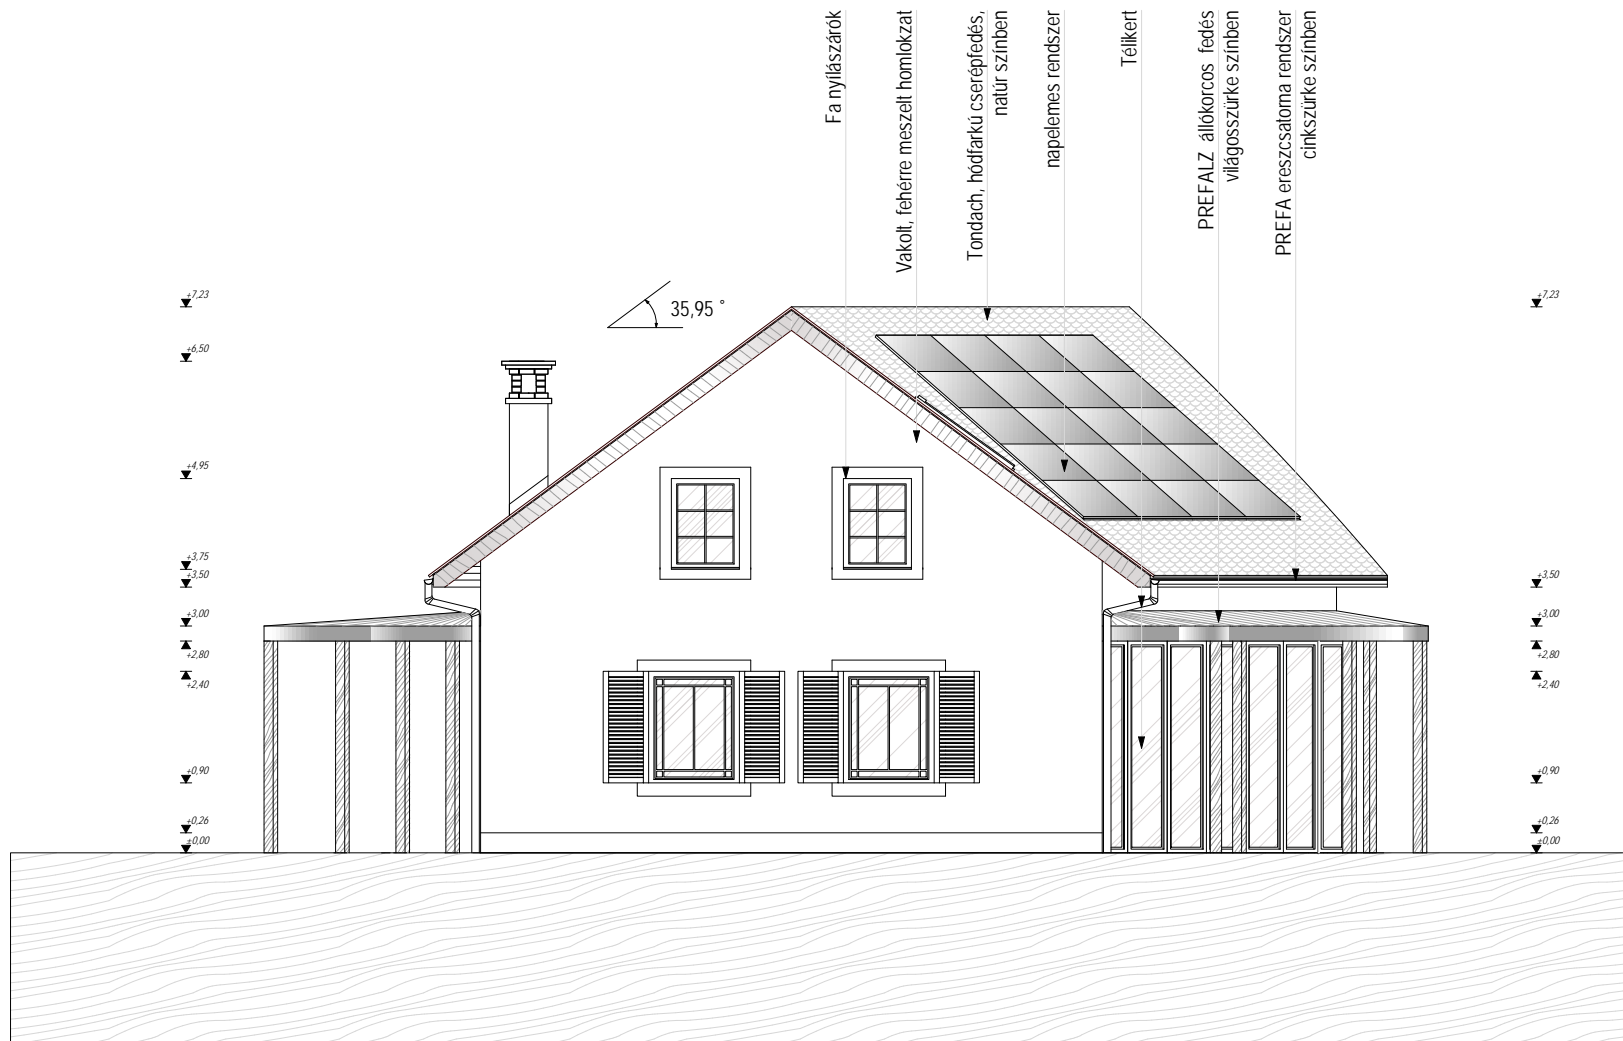 Fa nyílászárók
Vakolt, fehérre meszelt homlokzat
Tondach, hódfarkú cserépfedés,
natúr színben
napelemes rendszer
Télikert
PREFALZ állókorcos fedés
világosszürke színben
PREFA ereszcsatorna rendszer
cinkszürke színben
35,95 °
+7,23
+6,50
+4,95
+3,75
+3,50
+3,00
+2,80
+2,40
+0,90
+0,26
±0,00
+7,23
+3,50
+3,00
+2,80
+2,40
+0,90
+0,26
±0,00